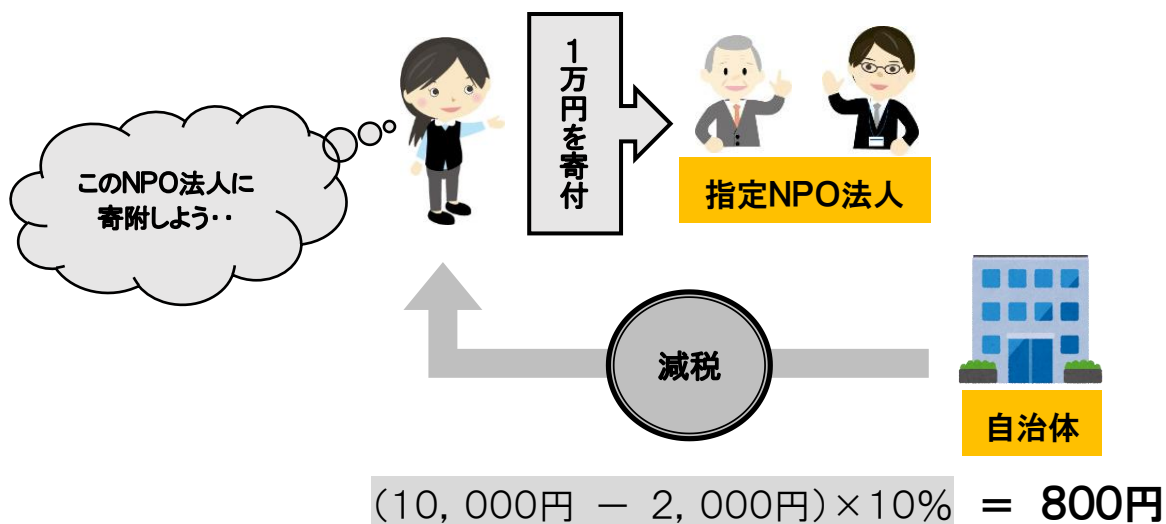 このNPO法人に
寄附しよう・・
１万円を寄付
指定NPO法人
減税
自治体
(10,000円 － 2,000円)×10% ＝ 800円